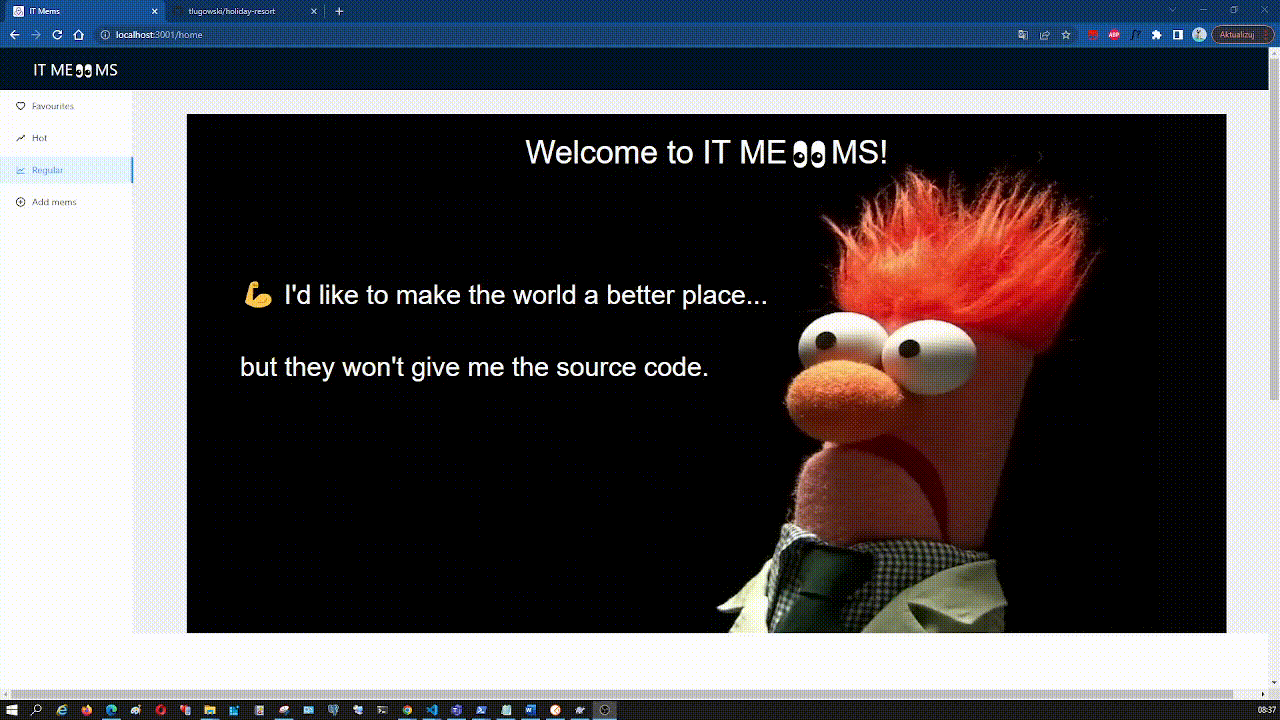 IT Mems
tlugowski/holiday-resort
localhost:3001/home
ABP
Aktualizuj
IT ME👀MS
Favourites
Hot
Regular
Add mems
Welcome to IT ME👀MS!
💪 I'd like to make the world a better place...
but they won't give me the source code.
08:37